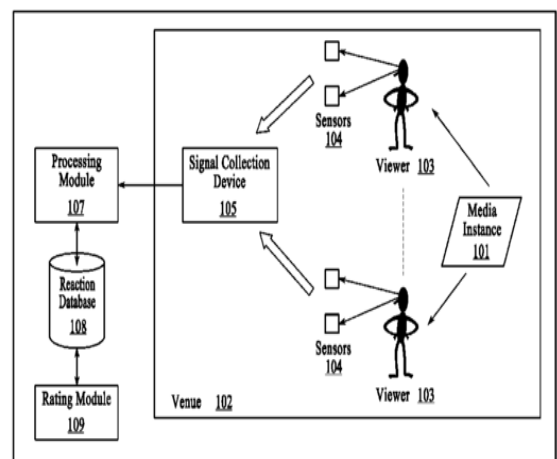 Sensors
104
Viewer 103
Processing
Module
107
Signal Collection
Device
105
Media
Instance
101
Reaction
Database
108
Sensors
104
Viewer 103
Rating Module
109
Venue 102